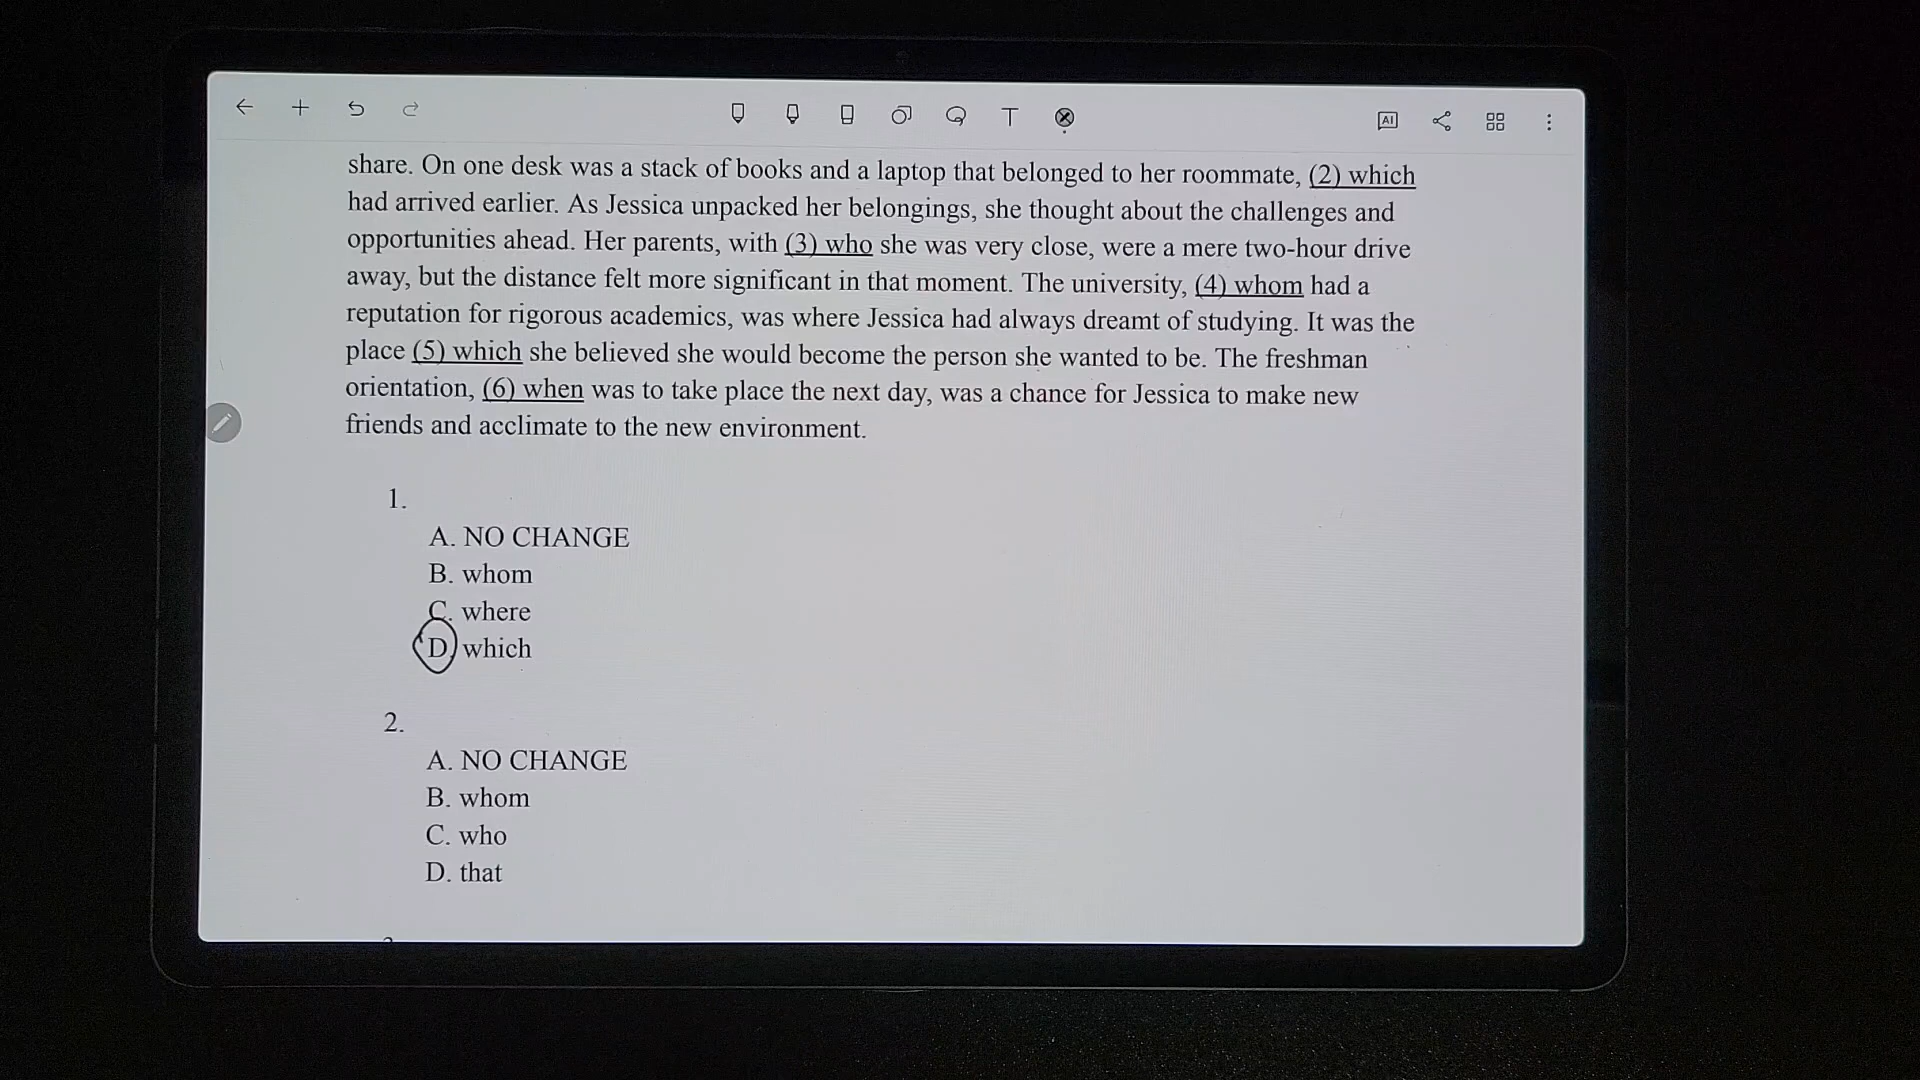 AI
share. On one desk was a stack of books and a laptop that belonged to her roommate, (2) which
had arrived earlier. As Jessica unpacked her belongings, she thought about the challenges and
opportunities ahead. Her parents, with (3) who she was very close, were a mere two-hour drive
away, but the distance felt more significant in that moment. The university, (4) whom had a
reputation for rigorous academics, was where Jessica had always dreamt of studying. It was the
place (5) which she believed she would become the person she wanted to be. The freshman
orientation, (6) when was to take place the next day, was a chance for Jessica to make new
friends and acclimate to the new environment.
1.
A. NO CHANGE
B. whom
C. where
D. which
2.
A. NO CHANGE
B. whom
C. who
D. that